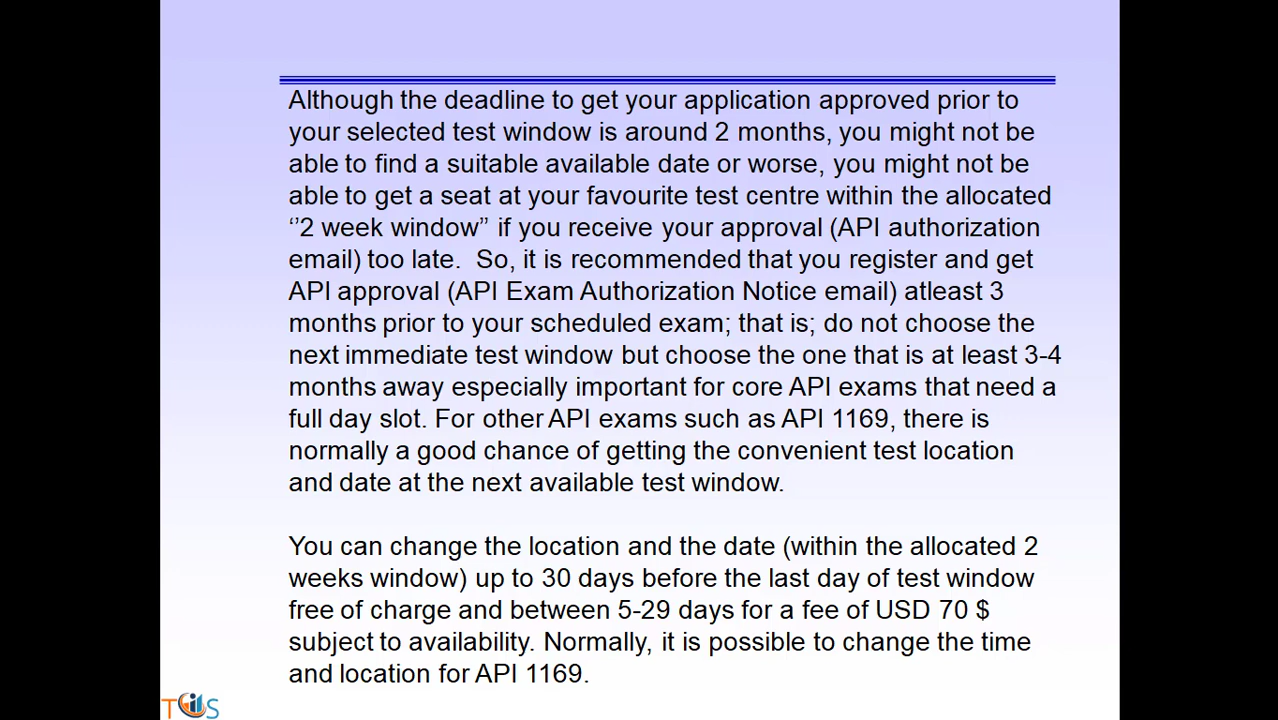 Although the deadline to get your application approved prior to
your selected test window is around 2 months, you might not be
able to find a suitable available date or worse, you might not be
able to get a seat at your favourite test centre within the allocated
‘’2 week window’’ if you receive your approval (API authorization
email) too late.  So, it is recommended that you register and get
API approval (API Exam Authorization Notice email) atleast 3
months prior to your scheduled exam; that is; do not choose the
next immediate test window but choose the one that is at least 3-4
months away especially important for core API exams that need a
full day slot. For other API exams such as API 1169, there is
normally a good chance of getting the convenient test location
and date at the next available test window.
You can change the location and the date (within the allocated 2
weeks window) up to 30 days before the last day of test window
free of charge and between 5-29 days for a fee of USD 70 $
subject to availability. Normally, it is possible to change the time
and location for API 1169.